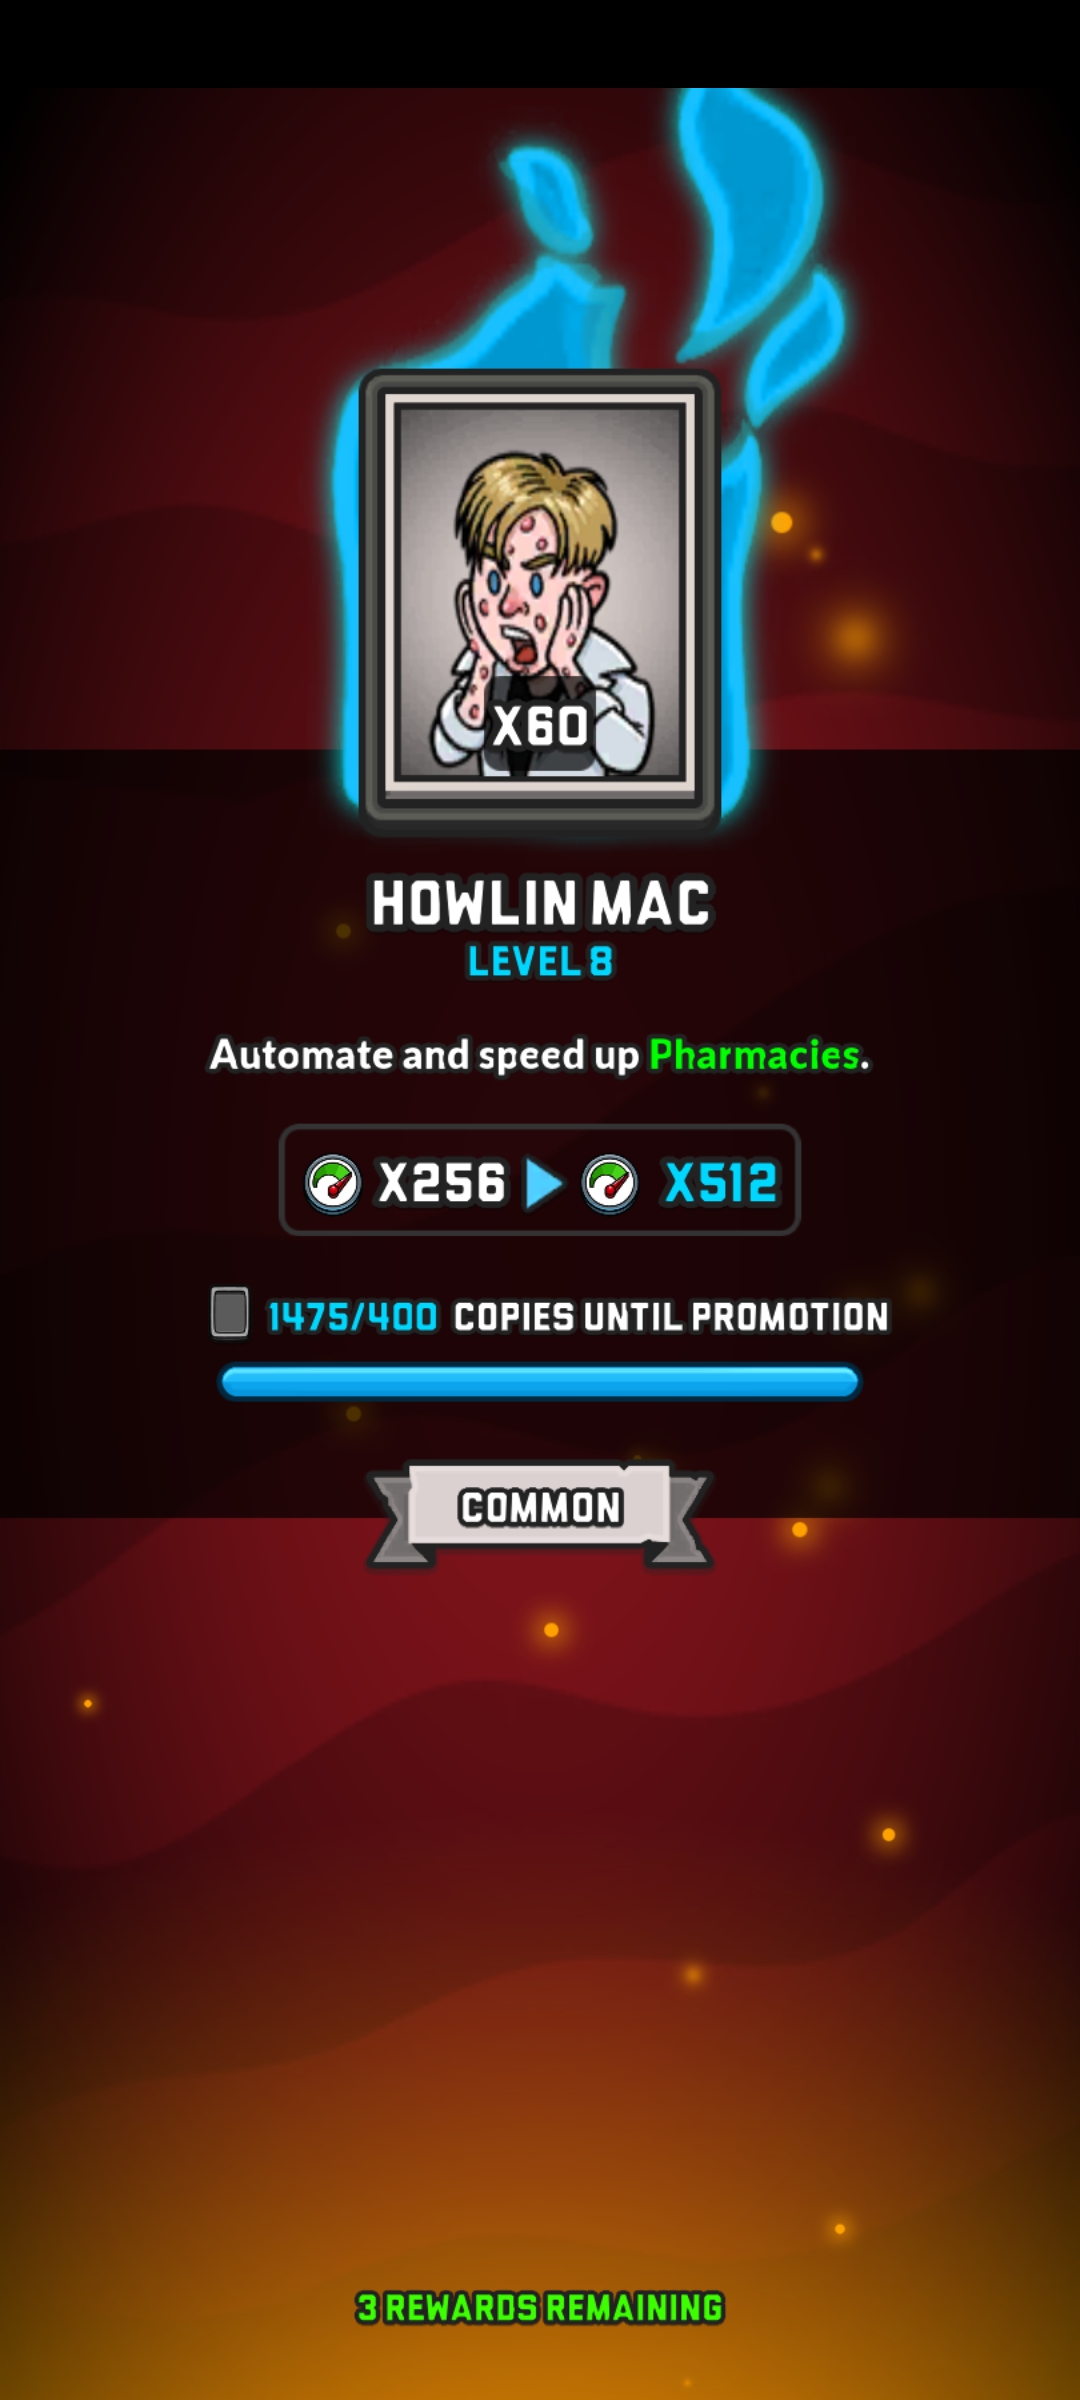 X60
HOWLIN MAC
LEVEL 8
Automate and speed up Pharmacies.
X256 X512
1475/400 COPIES UNTIL PROMOTION
COMMON
3 REWARDS REMAINING